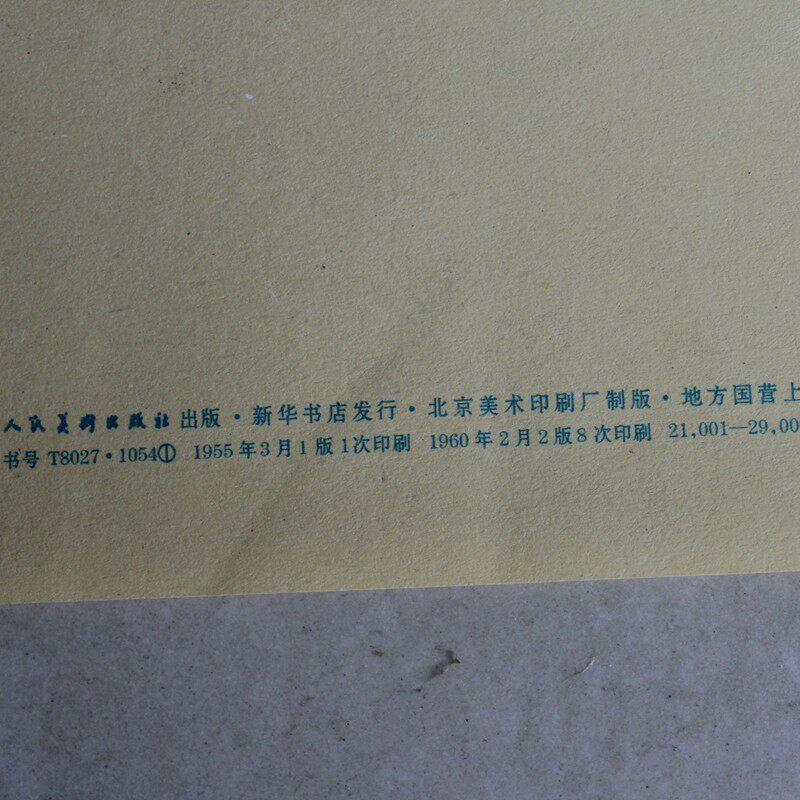 人民美术出版社出版·新华书店发行·北京美术印刷厂制版·地方国营上
书号 T8027·1054① 1955年3月1版1次印刷 1960年2月2版8次印刷 21,001—29,00